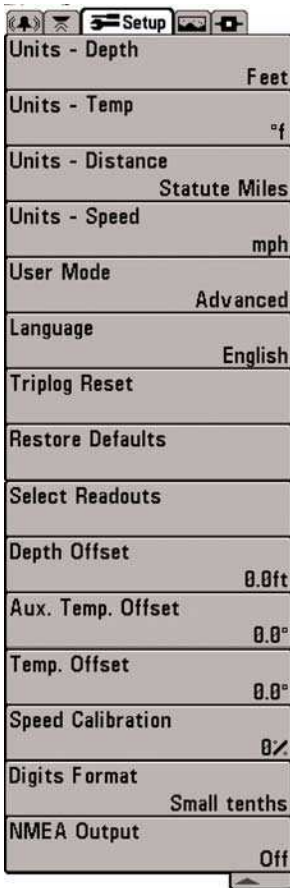 Setup
Units - Depth
Feet
Units - Temp
°f
Units - Distance
Statute Miles
Units - Speed
mph
User Mode
Advanced
Language
English
Triplog Reset
Restore Defaults
Select Readouts
Depth Offset
0.0ft
Aux. Temp. Offset
0.0°
Temp. Offset
0.0°
Speed Calibration
0%
Digits Format
Small tenths
NMEA Output
Off